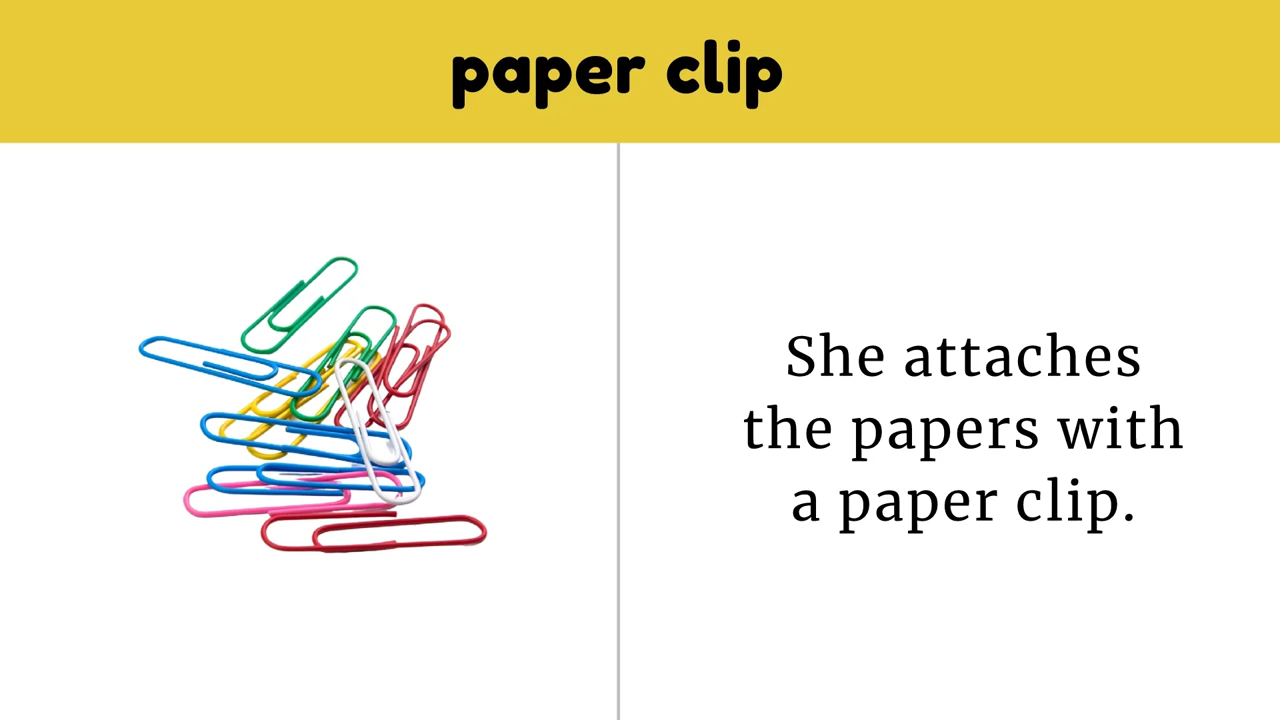 paper clip
She attaches
the papers with
a paper clip.